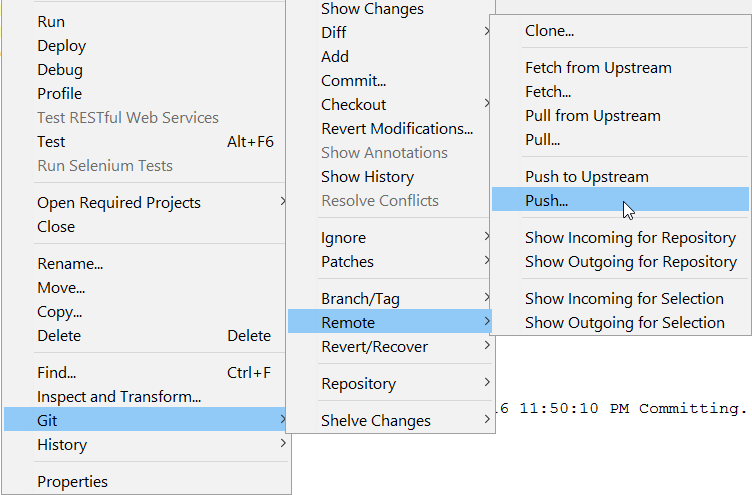 Run
Deploy
Debug
Profile
Test RESTful Web Services
Test Alt+F6
Run Selenium Tests
Open Required Projects
Close
Rename...
Move...
Copy...
Delete Delete
Find... Ctrl+F
Inspect and Transform...
Git
History
Properties
Show Changes
Diff
Add
Commit...
Checkout
Revert Modifications...
Show Annotations
Show History
Resolve Conflicts
Ignore
Patches
Branch/Tag
Remote
Revert/Recover
Repository
Shelve Changes
Clone...
Fetch from Upstream
Fetch...
Pull from Upstream
Pull...
Push to Upstream
Push...
Show Incoming for Repository
Show Outgoing for Repository
Show Incoming for Selection
Show Outgoing for Selection
11:50:10 PM Committing.